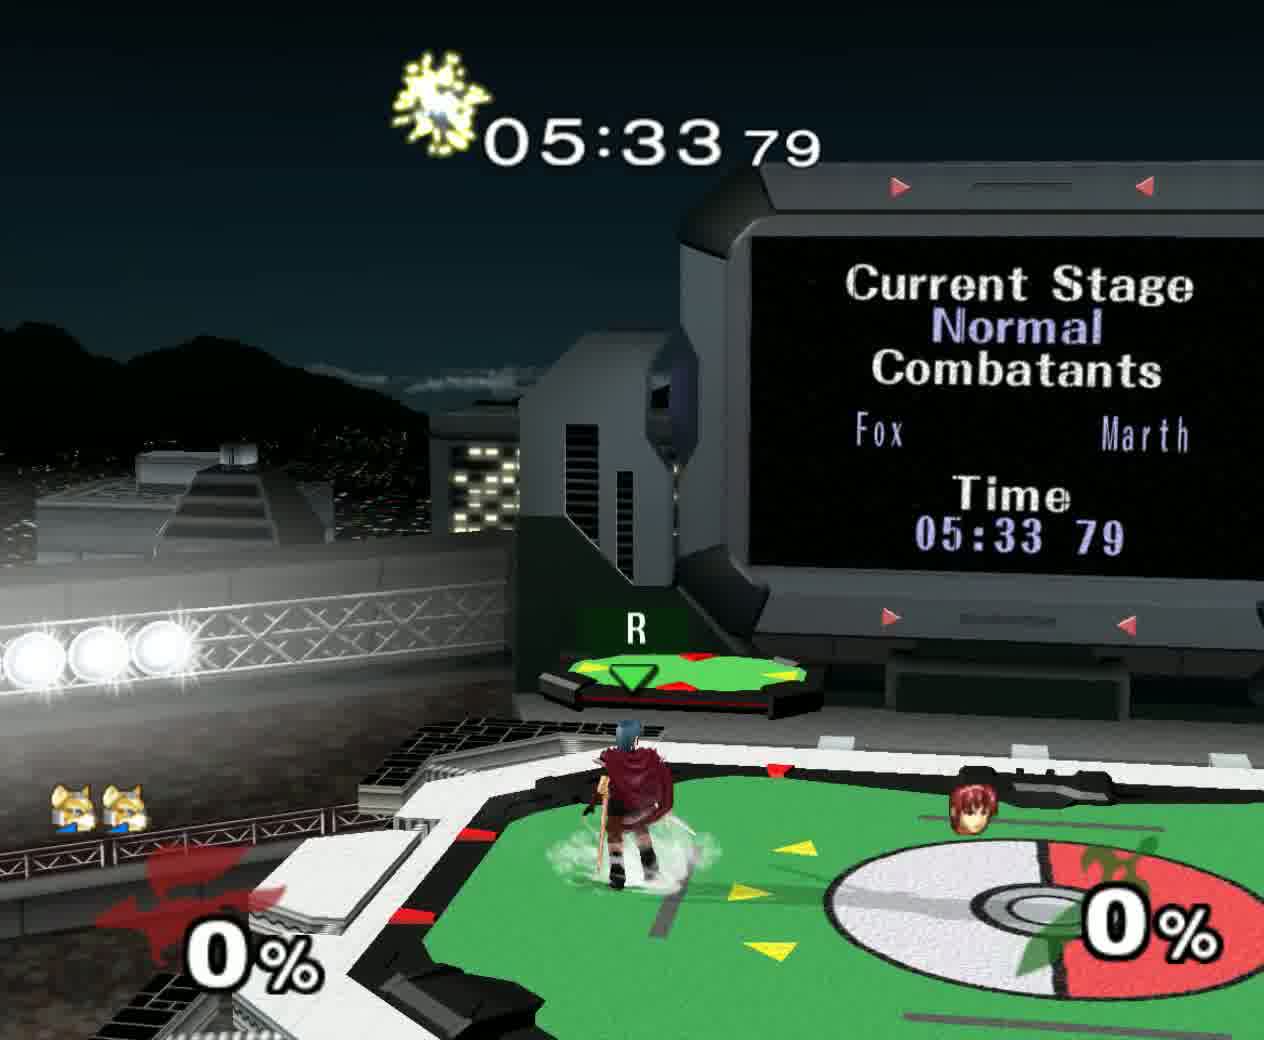 05:33 79
Current Stage
Normal
Combatants
Fox Marth
Time
05:33 79
R
0%
0%